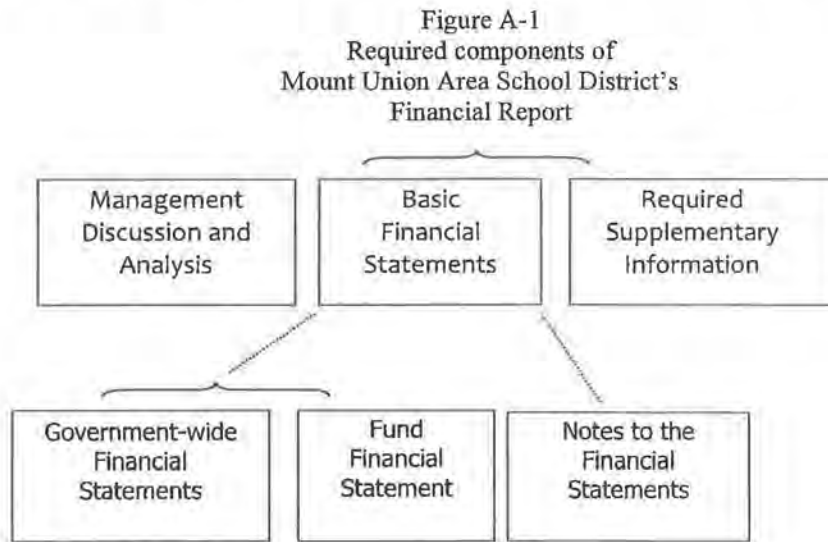 Figure A-1
Required components of
Mount Union Area School District's
Financial Report
Management
Discussion and
Analysis
Basic
Financial
Statements
Required
Supplementary
Information
Government-wide
Financial
Statements
Fund
Financial
Statement
Notes to the
Financial
Statements